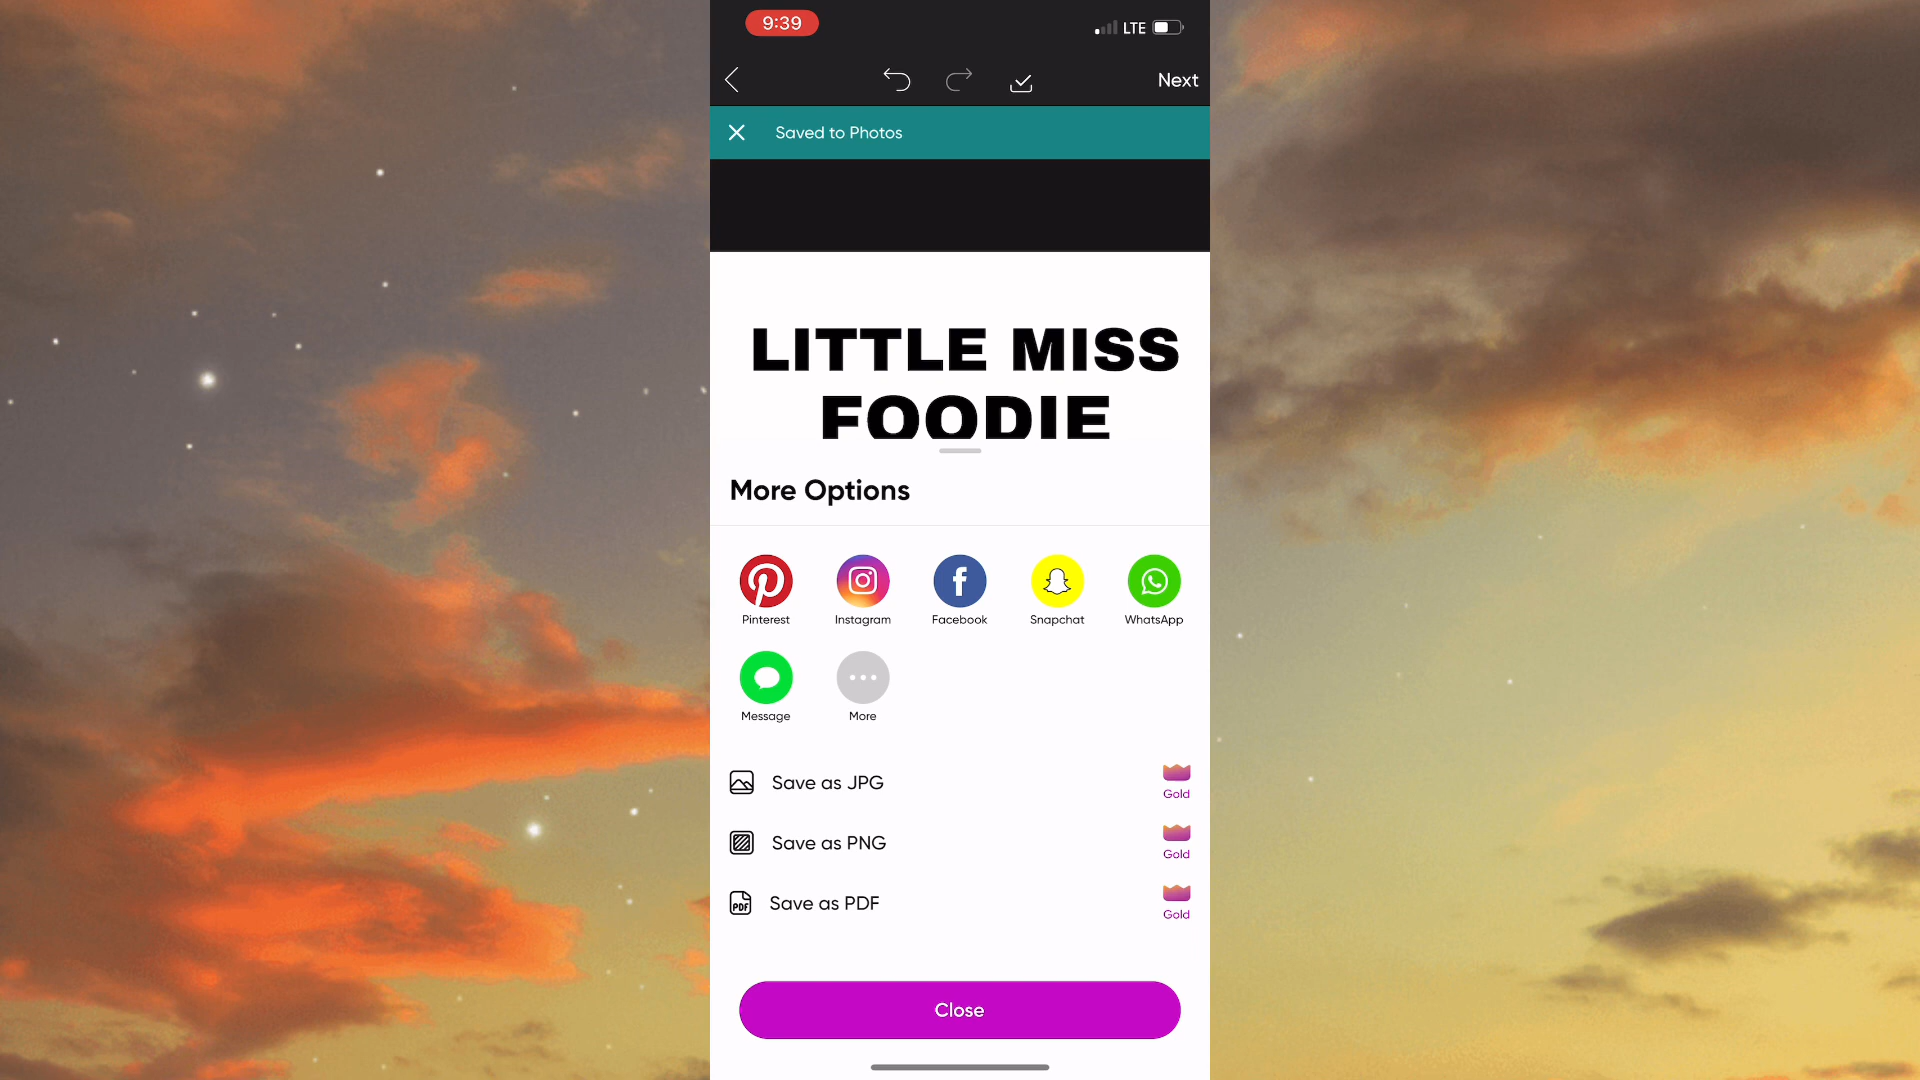 9:39
LTE
Next
Saved to Photos
LITTLE MISS
FOODIE
More Options
Pinterest
Instagram
Facebook
Snapchat
WhatsApp
Message
More
Save as JPG
Gold
Save as PNG
Gold
PDF
Save as PDF
Gold
Close